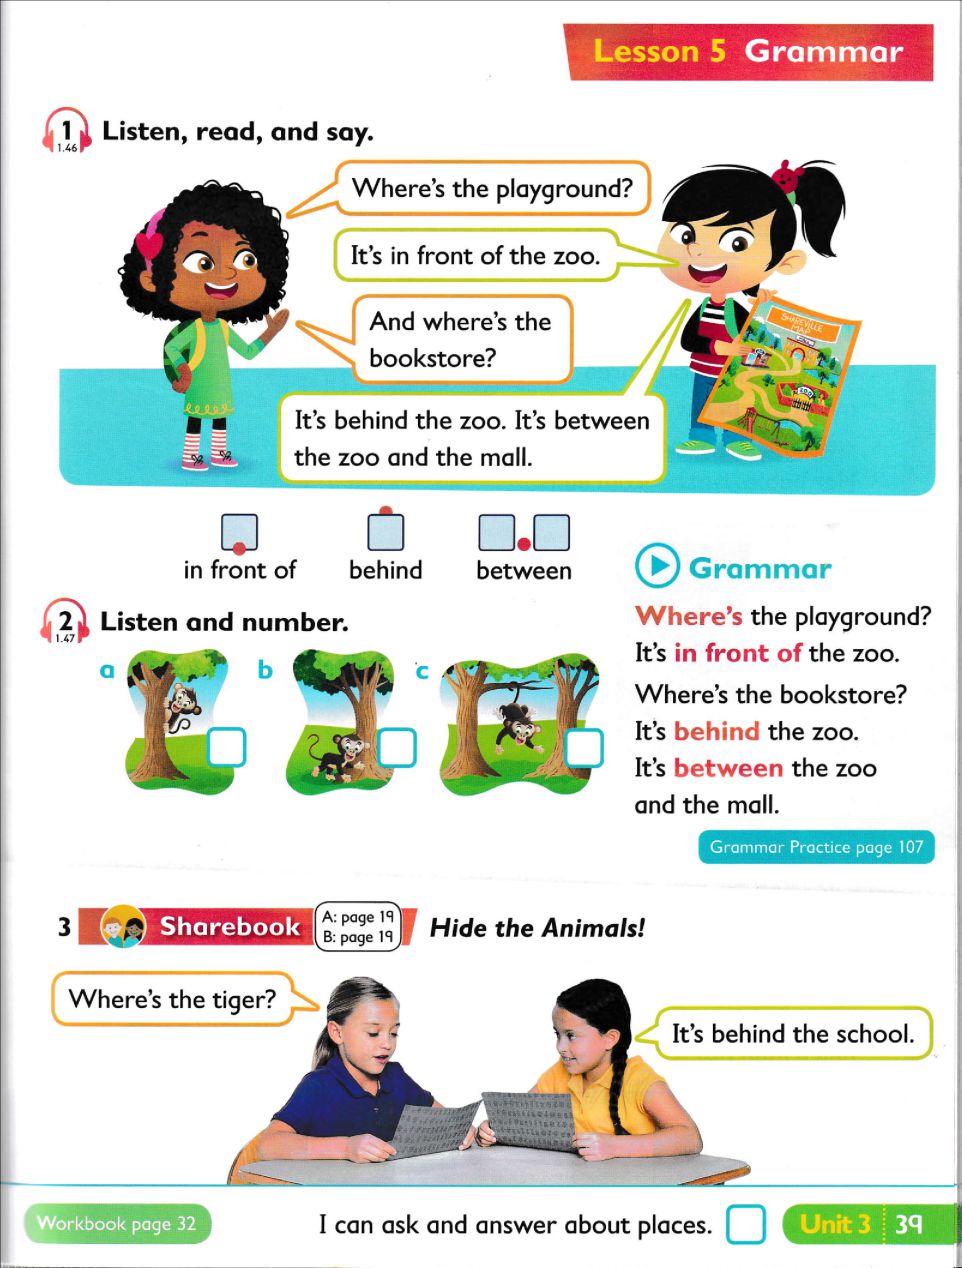 Lesson 5 Grammar
1 Listen, read, and say.
1.46
Where's the playground?
It's in front of the zoo.
And where's the
bookstore?
SHAREVILLE
MAP
ZOO
It's behind the zoo. It's between
the zoo and the mall.
in front of behind between
2 Listen and number.
1.47
a b c
Grammar
Where's the playground?
It's in front of the zoo.
Where's the bookstore?
It's behind the zoo.
It's between the zoo
and the mall.
Grammar Practice page 107
3 Sharebook
A: page 19
B: page 19
Hide the Animals!
Where's the tiger?
It's behind the school.
Workbook page 32
I can ask and answer about places.
Unit 3 39